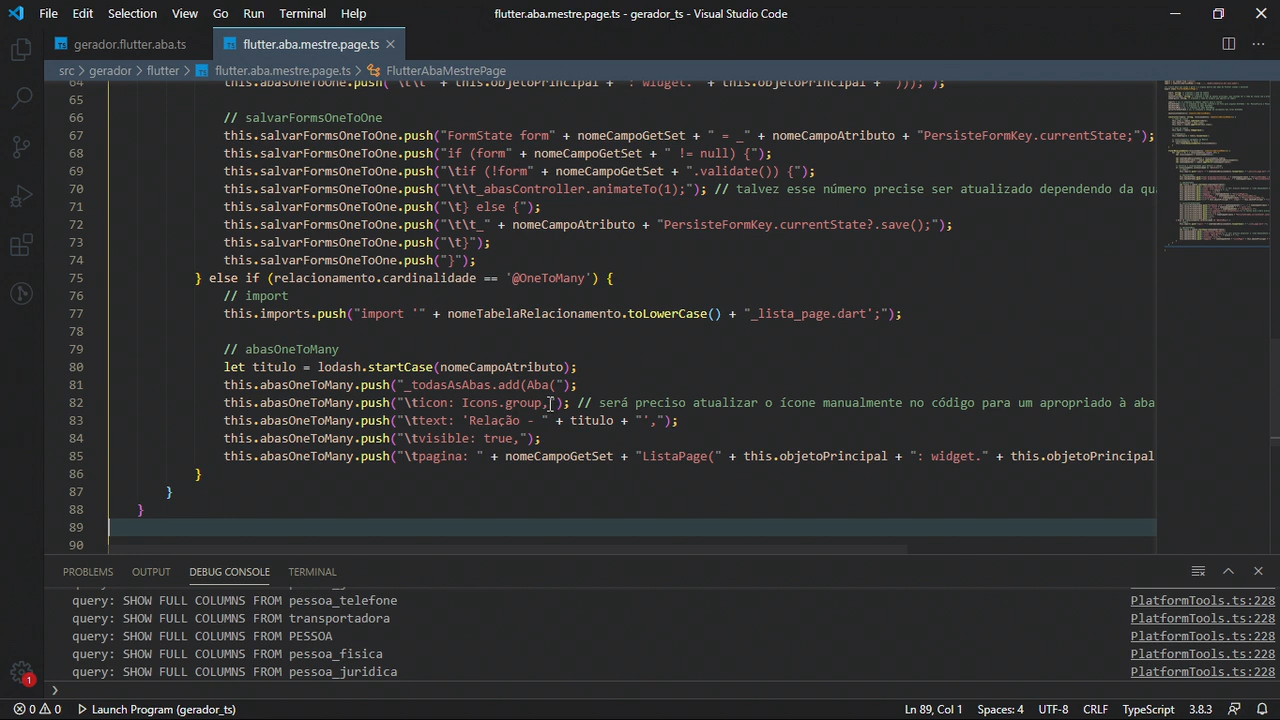 File Edit Selection View Go Run Terminal Help flutter.aba.mestre.page.ts - gerador_ts - Visual Studio Code
gerador.flutter.aba.ts flutter.aba.mestre.page.ts
src > gerador > flutter > flutter.aba.mestre.page.ts > FlutterAbaMestrePage
64 this.abasOneToOne.push("\t\t" + this.objetoPrincipal + ": widget." + this.objetoPrincipal + ")));");
65
66 // salvarFormsOneToOne
67 this.salvarFormsOneToOne.push("FormState form" + nomeCampoGetSet + " = _" + nomeCampoAtributo + "PersisteFormKey.currentState;");
68 this.salvarFormsOneToOne.push("if (form" + nomeCampoGetSet + " != null) {");
69 this.salvarFormsOneToOne.push("\tif (!form" + nomeCampoGetSet + ".validate()) {");
70 this.salvarFormsOneToOne.push("\t\t_abasController.animateTo(1);"); // talvez esse número precise ser atualizado dependendo da qu
71 this.salvarFormsOneToOne.push("\t} else {");
72 this.salvarFormsOneToOne.push("\t\t_" + nomeCampoAtributo + "PersisteFormKey.currentState?.save();");
73 this.salvarFormsOneToOne.push("\t}");
74 this.salvarFormsOneToOne.push("}");
75 } else if (relacionamento.cardinalidade == '@OneToMany') {
76 // import
77 this.imports.push("import '" + nomeTabelaRelacionamento.toLowerCase() + "_lista_page.dart';");
78
79 // abasOneToMany
80 let titulo = lodash.startCase(nomeCampoAtributo);
81 this.abasOneToMany.push("_todasAsAbas.add(Aba(");
82 this.abasOneToMany.push("\ticon: Icons.group,"); // será preciso atualizar o ícone manualmente no código para um apropriado à aba
83 this.abasOneToMany.push("\ttext: 'Relação - " + titulo + "',");
84 this.abasOneToMany.push("\tvisible: true,");
85 this.abasOneToMany.push("\tpagina: " + nomeCampoGetSet + "ListaPage(" + this.objetoPrincipal + ": widget." + this.objetoPrincipal
86 }
87 }
88 }
89
90
PROBLEMS OUTPUT DEBUG CONSOLE TERMINAL
query: SHOW FULL COLUMNS FROM pessoa_telefone PlatformTools.ts:228
query: SHOW FULL COLUMNS FROM transportadora PlatformTools.ts:228
query: SHOW FULL COLUMNS FROM PESSOA PlatformTools.ts:228
query: SHOW FULL COLUMNS FROM pessoa_fisica PlatformTools.ts:228
query: SHOW FULL COLUMNS FROM pessoa_juridica PlatformTools.ts:228
>
1
0 0 Launch Program (gerador_ts) Ln 89, Col 1 Spaces: 4 UTF-8 CRLF TypeScript 3.8.3